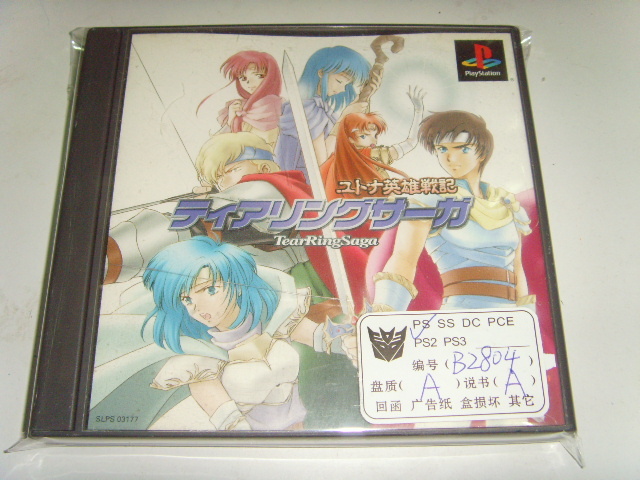 PlayStation
ユトナ英雄戦記
ティアリングサーガ
TearRingSaga
PS SS DC PCE
PS2 PS3
编号(B2804)
盘质(A)说书(A)
回函 广告纸 盒损坏 其它
SLPS 03177